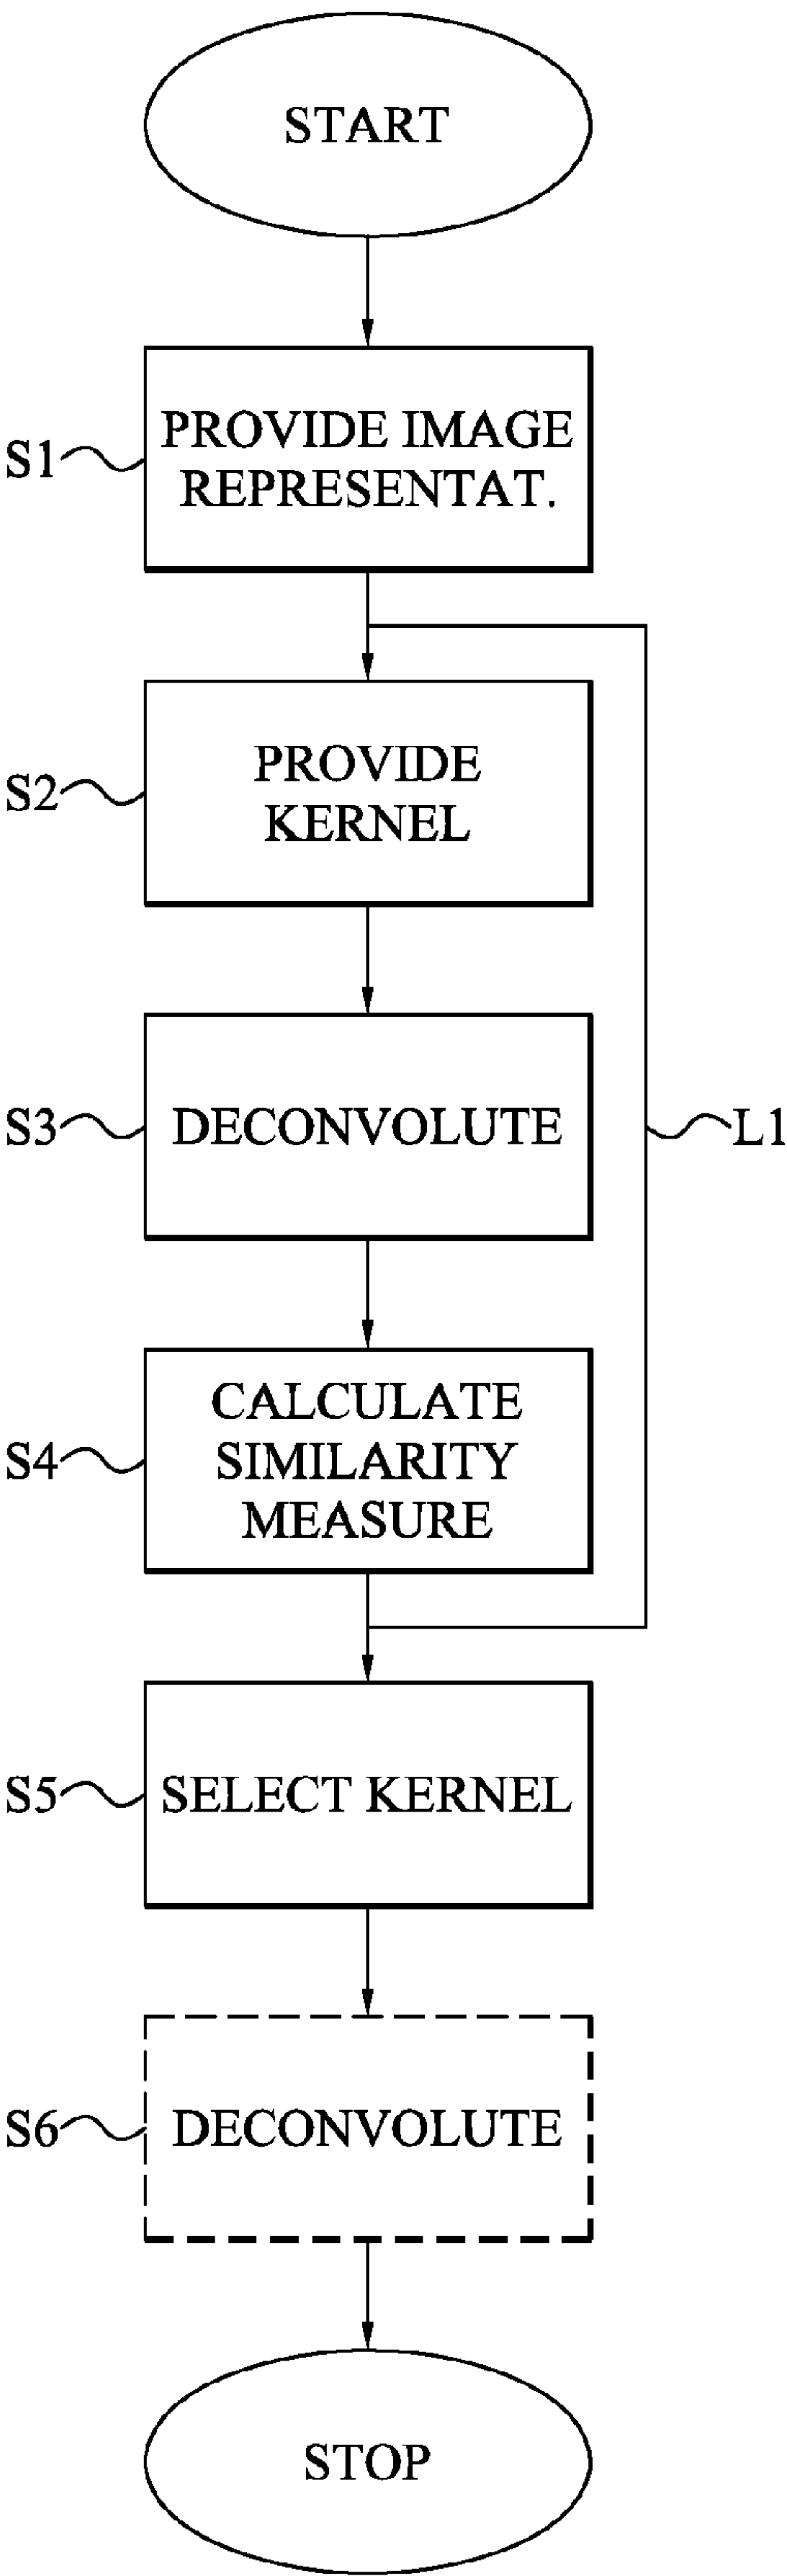 START
S1
PROVIDE IMAGE
REPRESENTAT.
S2
PROVIDE
KERNEL
S3
DECONVOLUTE
L1
S4
CALCULATE
SIMILARITY
MEASURE
S5
SELECT KERNEL
S6
DECONVOLUTE
STOP